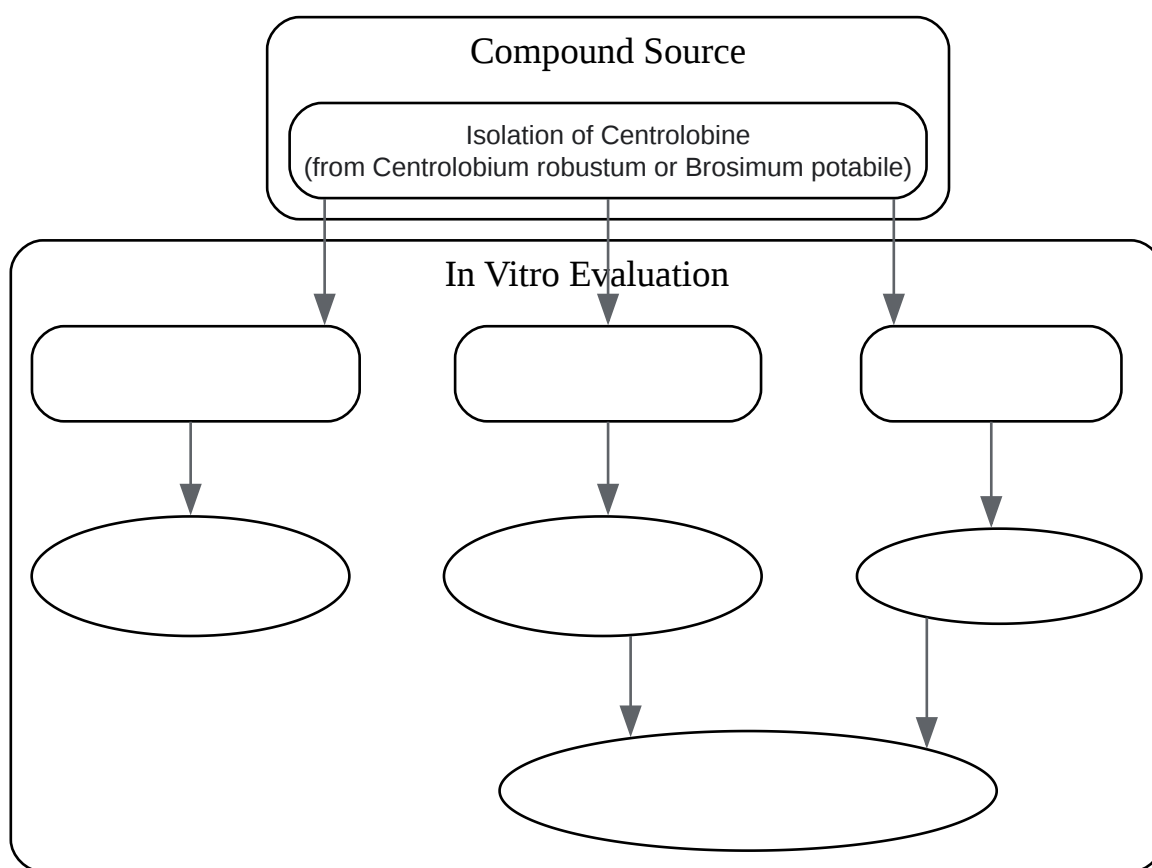 Compound Source
Isolation of Centrolobine
(from Centrolobium robustum or Brosimum potabile)
In Vitro Evaluation